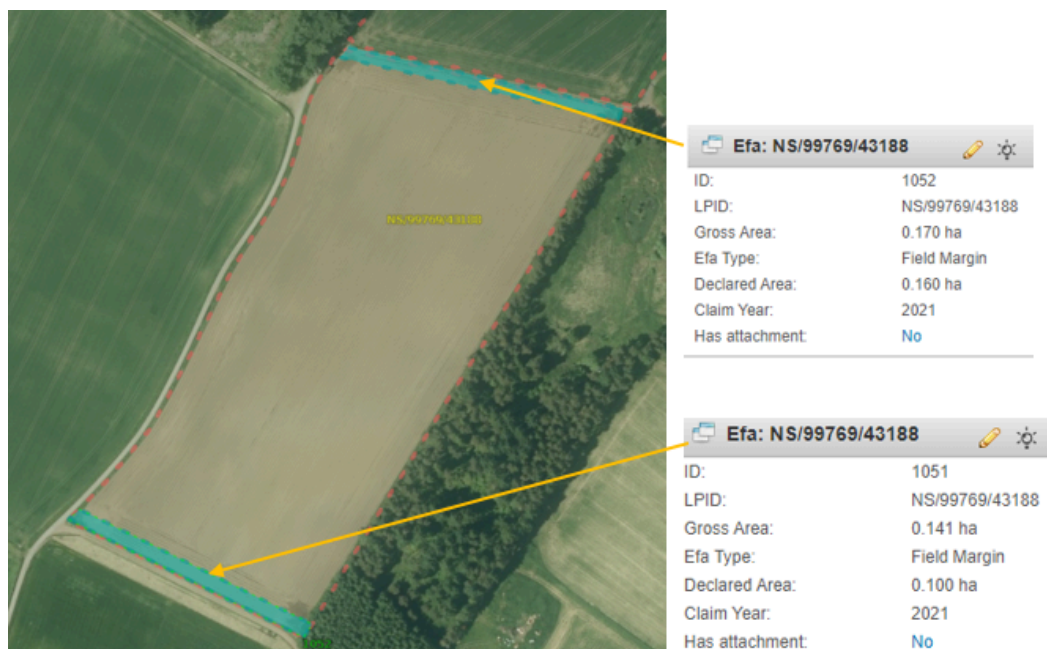 NS/99769/43188
Efa: NS/99769/43188
ID: 1052
LPID: NS/99769/43188
Gross Area: 0.170 ha
Efa Type: Field Margin
Declared Area: 0.160 ha
Claim Year: 2021
Has attachment: No
Efa: NS/99769/43188
ID: 1051
LPID: NS/99769/43188
Gross Area: 0.141 ha
Efa Type: Field Margin
Declared Area: 0.100 ha
Claim Year: 2021
Has attachment: No